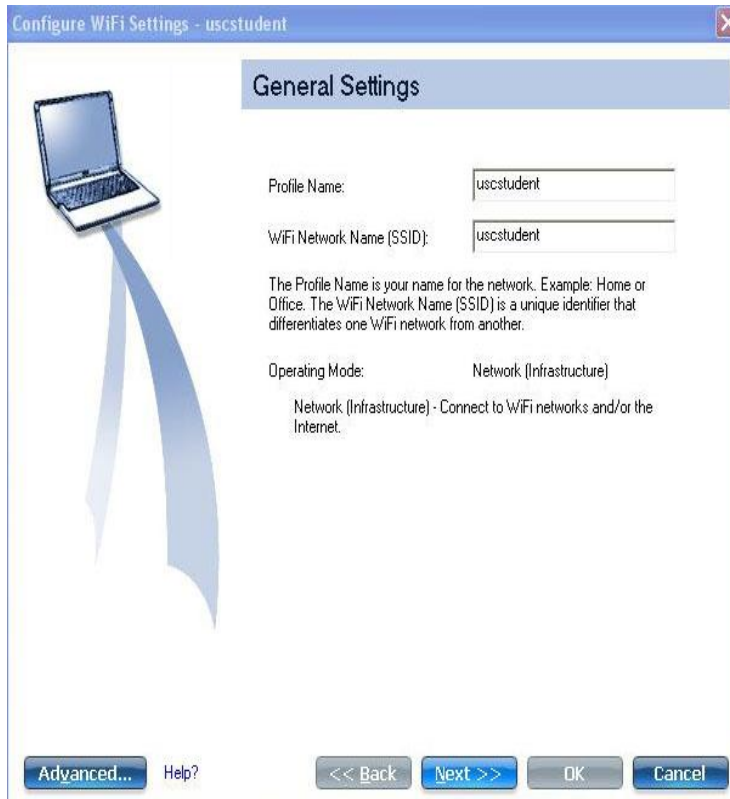 Configure WiFi Settings - uscstudent
General Settings
Profile Name: uscstudent
WiFi Network Name (SSID): uscstudent
The Profile Name is your name for the network. Example: Home or
Office. The WiFi Network Name (SSID) is a unique identifier that
differentiates one WiFi network from another.
Operating Mode: Network (Infrastructure)
Network (Infrastructure) - Connect to WiFi networks and/or the
Internet.
Advanced... Help? << Back Next >> OK Cancel